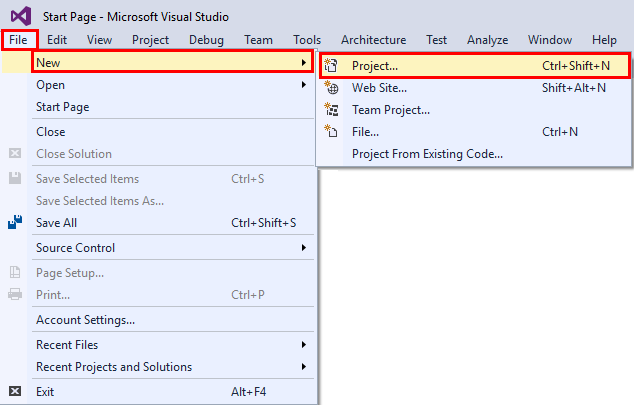 Start Page - Microsoft Visual Studio
File Edit View Project Debug Team Tools Architecture Test Analyze Window Help
New
Open
Start Page
Close
Close Solution
Save Selected Items Ctrl+S
Save Selected Items As...
Save All Ctrl+Shift+S
Source Control
Page Setup...
Print... Ctrl+P
Account Settings...
Recent Files
Recent Projects and Solutions
Exit Alt+F4
Project... Ctrl+Shift+N
Web Site... Shift+Alt+N
Team Project...
File... Ctrl+N
Project From Existing Code...